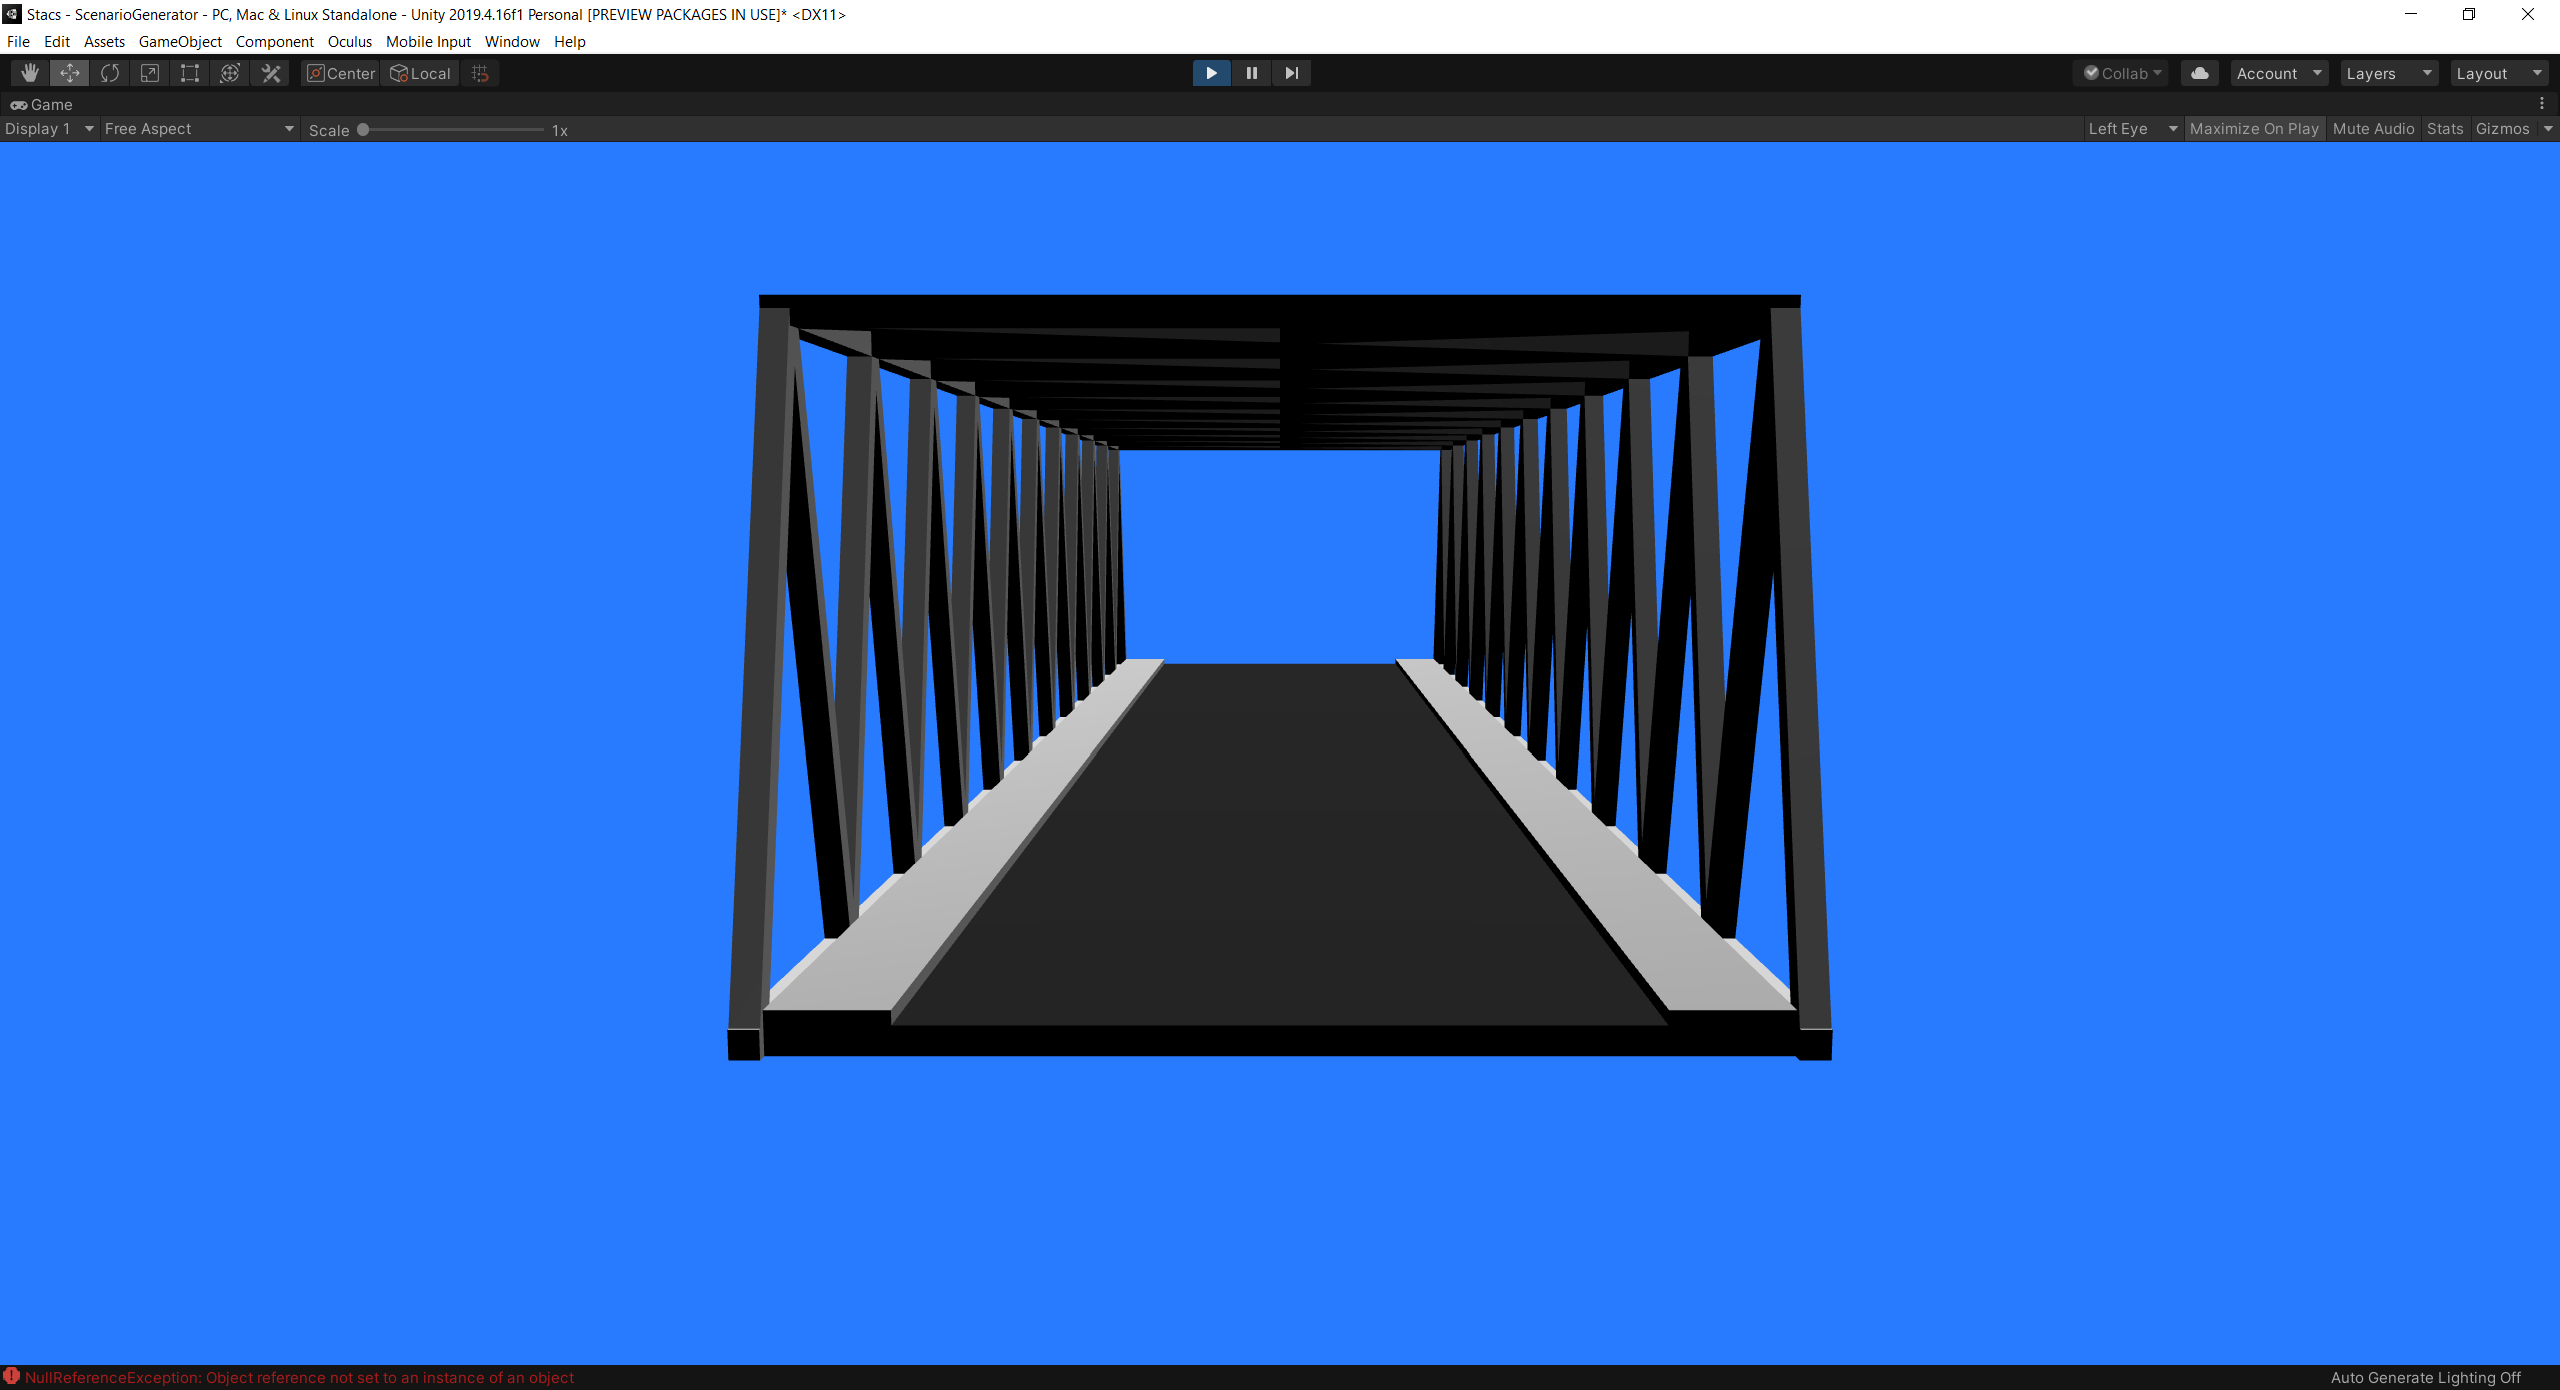 Stacs - ScenarioGenerator - PC, Mac & Linux Standalone - Unity 2019.4.16f1 Personal [PREVIEW PACKAGES IN USE]* <DX11>
File Edit Assets GameObject Component Oculus Mobile Input Window Help
Center Local Collab Account Layers Layout
Game
Display 1 Free Aspect Scale 1x Left Eye Maximize On Play Mute Audio Stats Gizmos
NullReferenceException: Object reference not set to an instance of an object Auto Generate Lighting Off